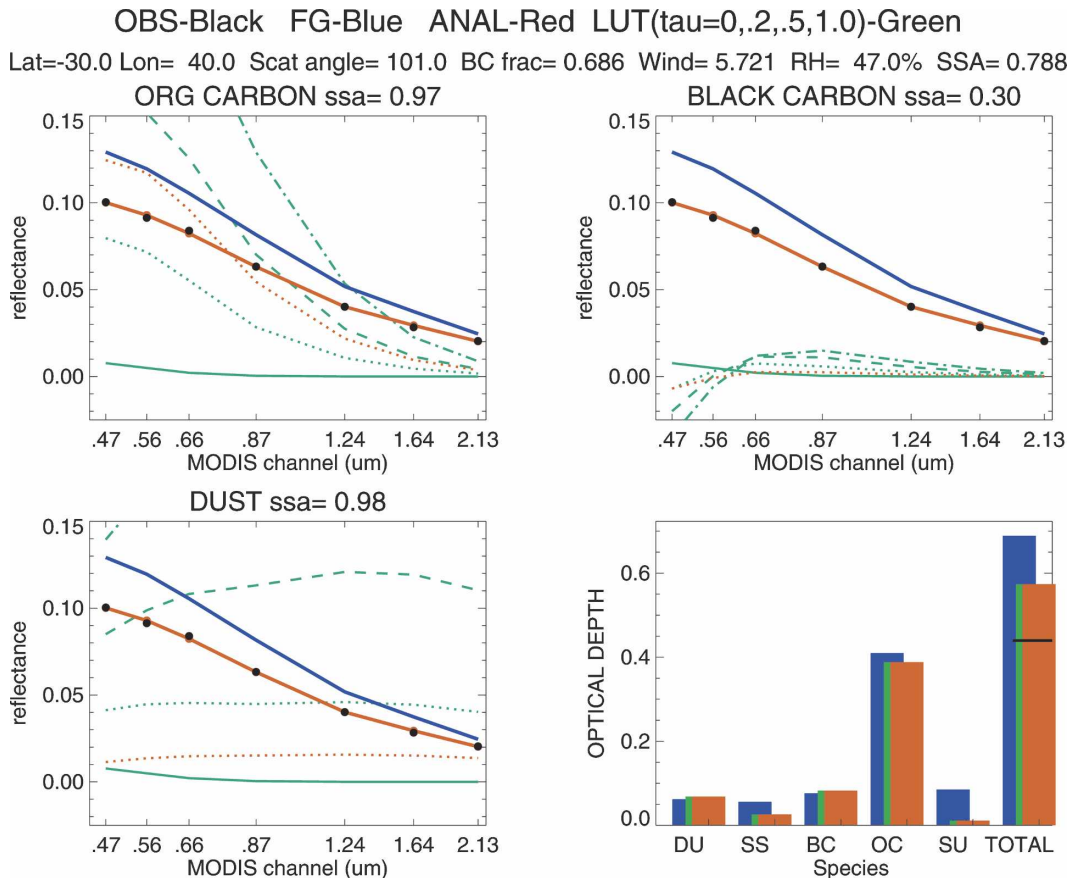 OBS-Black FG-Blue ANAL-Red LUT(tau=0,.2,.5,1.0)-Green
Lat=-30.0 Lon= 40.0 Scat angle= 101.0 BC frac= 0.686 Wind= 5.721 RH= 47.0% SSA= 0.788
ORG CARBON ssa= 0.97
0.15
0.10
0.05
0.00
reflectance
.47 .56 .66 .87 1.24 1.64 2.13
MODIS channel (um)
BLACK CARBON ssa= 0.30
0.15
0.10
0.05
0.00
reflectance
.47 .56 .66 .87 1.24 1.64 2.13
MODIS channel (um)
DUST ssa= 0.98
0.15
0.10
0.05
0.00
reflectance
.47 .56 .66 .87 1.24 1.64 2.13
MODIS channel (um)
0.6
0.4
0.2
0.0
OPTICAL DEPTH
DU SS BC OC SU TOTAL
Species